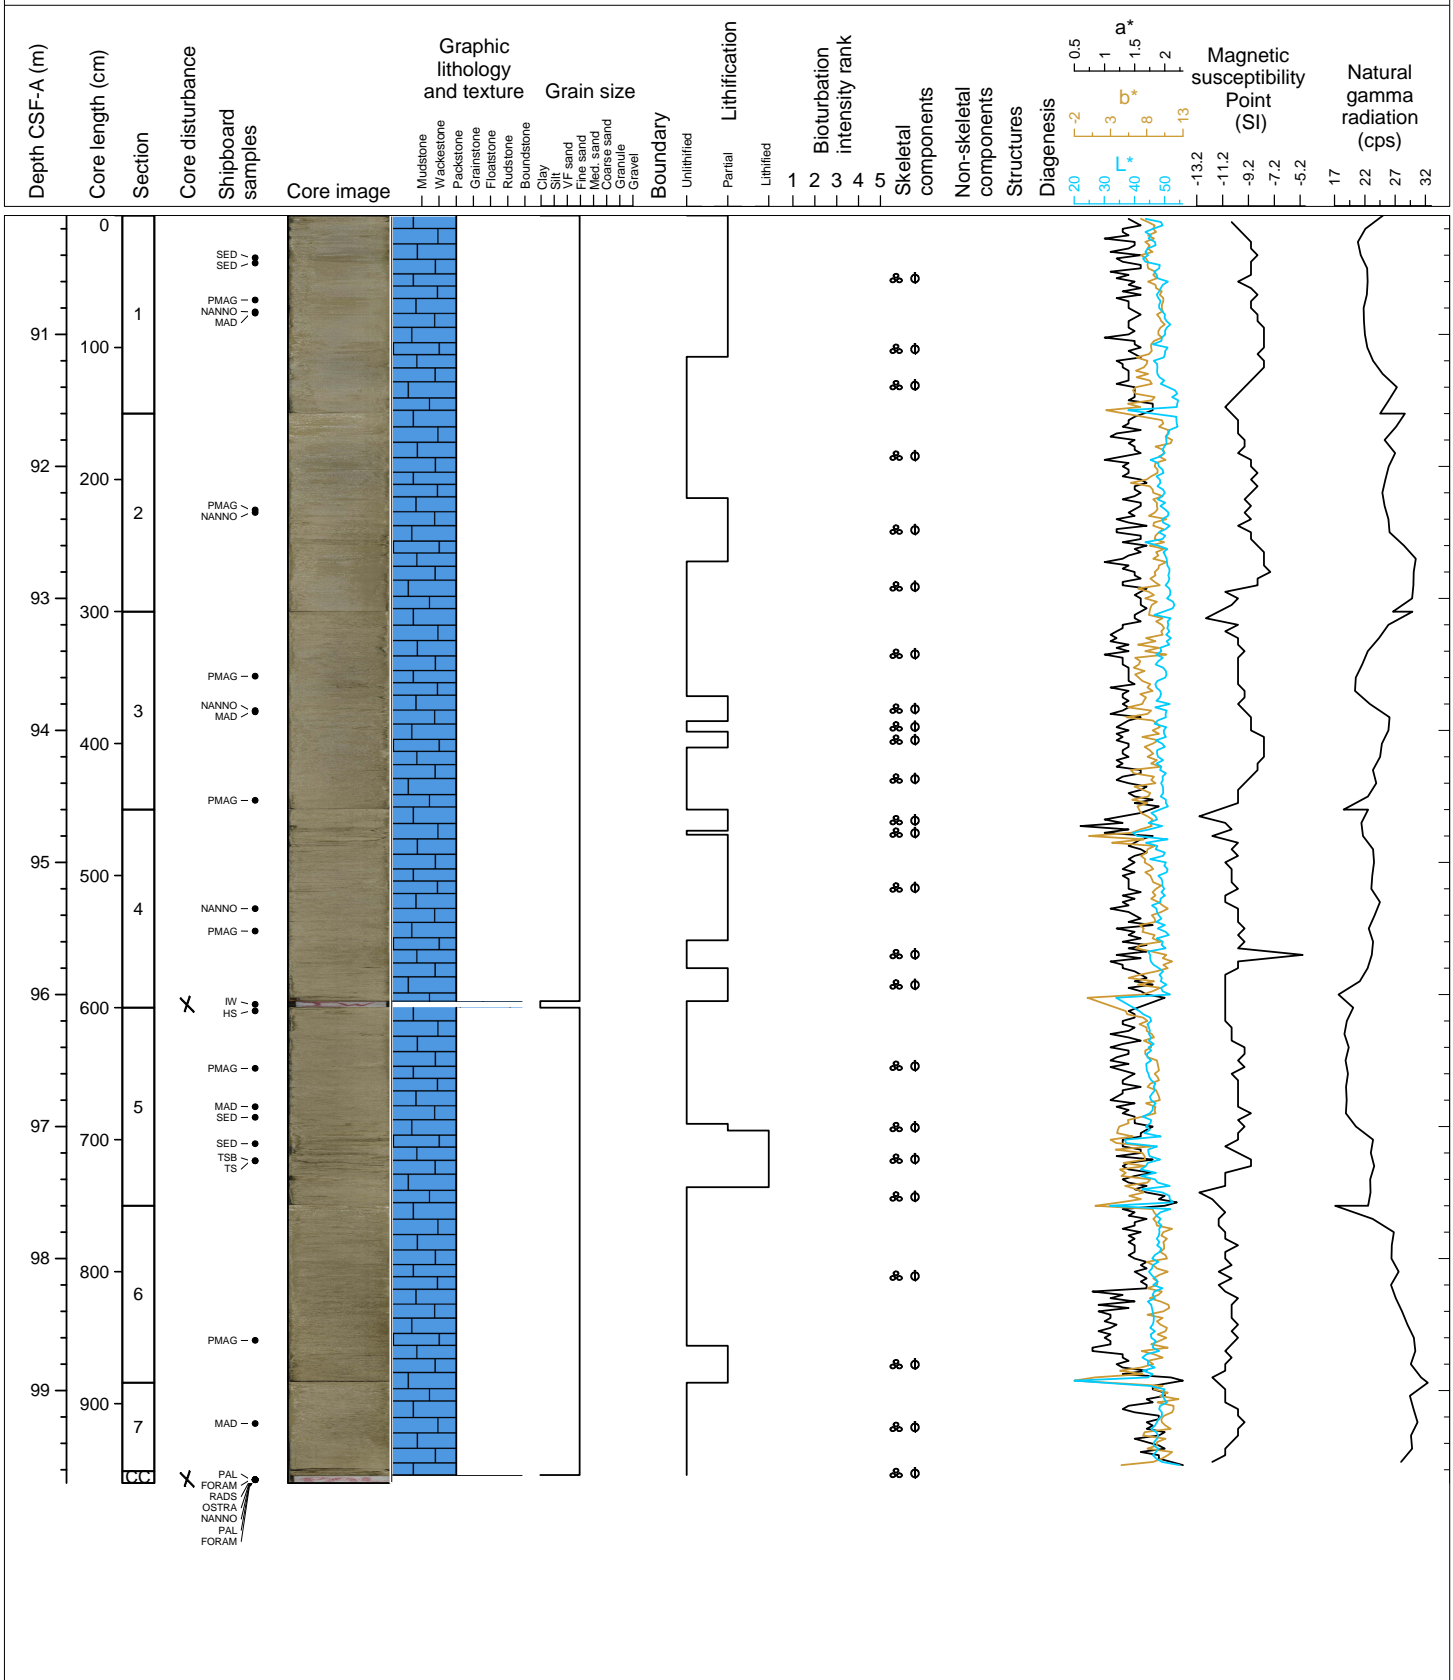 Depth CSF-A (m)
Core length (cm)
Section
Core disturbance
Shipboard
samples
Core image
Graphic
lithology
and texture
Mudstone
Wackestone
Packstone
Grainstone
Floatstone
Rudstone
Boundstone
Grain size
Clay
Silt
VF sand
Fine sand
Med. sand
Coarse sand
Granule
Gravel
Boundary
Lithification
Unlithified
Partial
Lithified
Bioturbation
intensity rank
1 2 3 4 5
Skeletal
components
Non-skeletal
components
Structures
Diagenesis
a*
0.5 1 1.5 2
b*
-2 3 8 13
L*
20 30 40 50
Magnetic
susceptibility
Point
(SI)
-13.2 -11.2 -9.2 -7.2 -5.2
Natural
gamma
radiation
(cps)
17 22 27 32
91
92
93
94
95
96
97
98
99
0
100
200
300
400
500
600
700
800
900
1
2
3
4
5
6
7
CC
SED
SED
PMAG
NANNO
MAD
PMAG
NANNO
PMAG
NANNO
MAD
PMAG
NANNO
PMAG
IW
HS
PMAG
MAD
SED
SED
TSB
TS
PMAG
MAD
PAL
FORAM
RADS
OSTRA
NANNO
PAL
FORAM